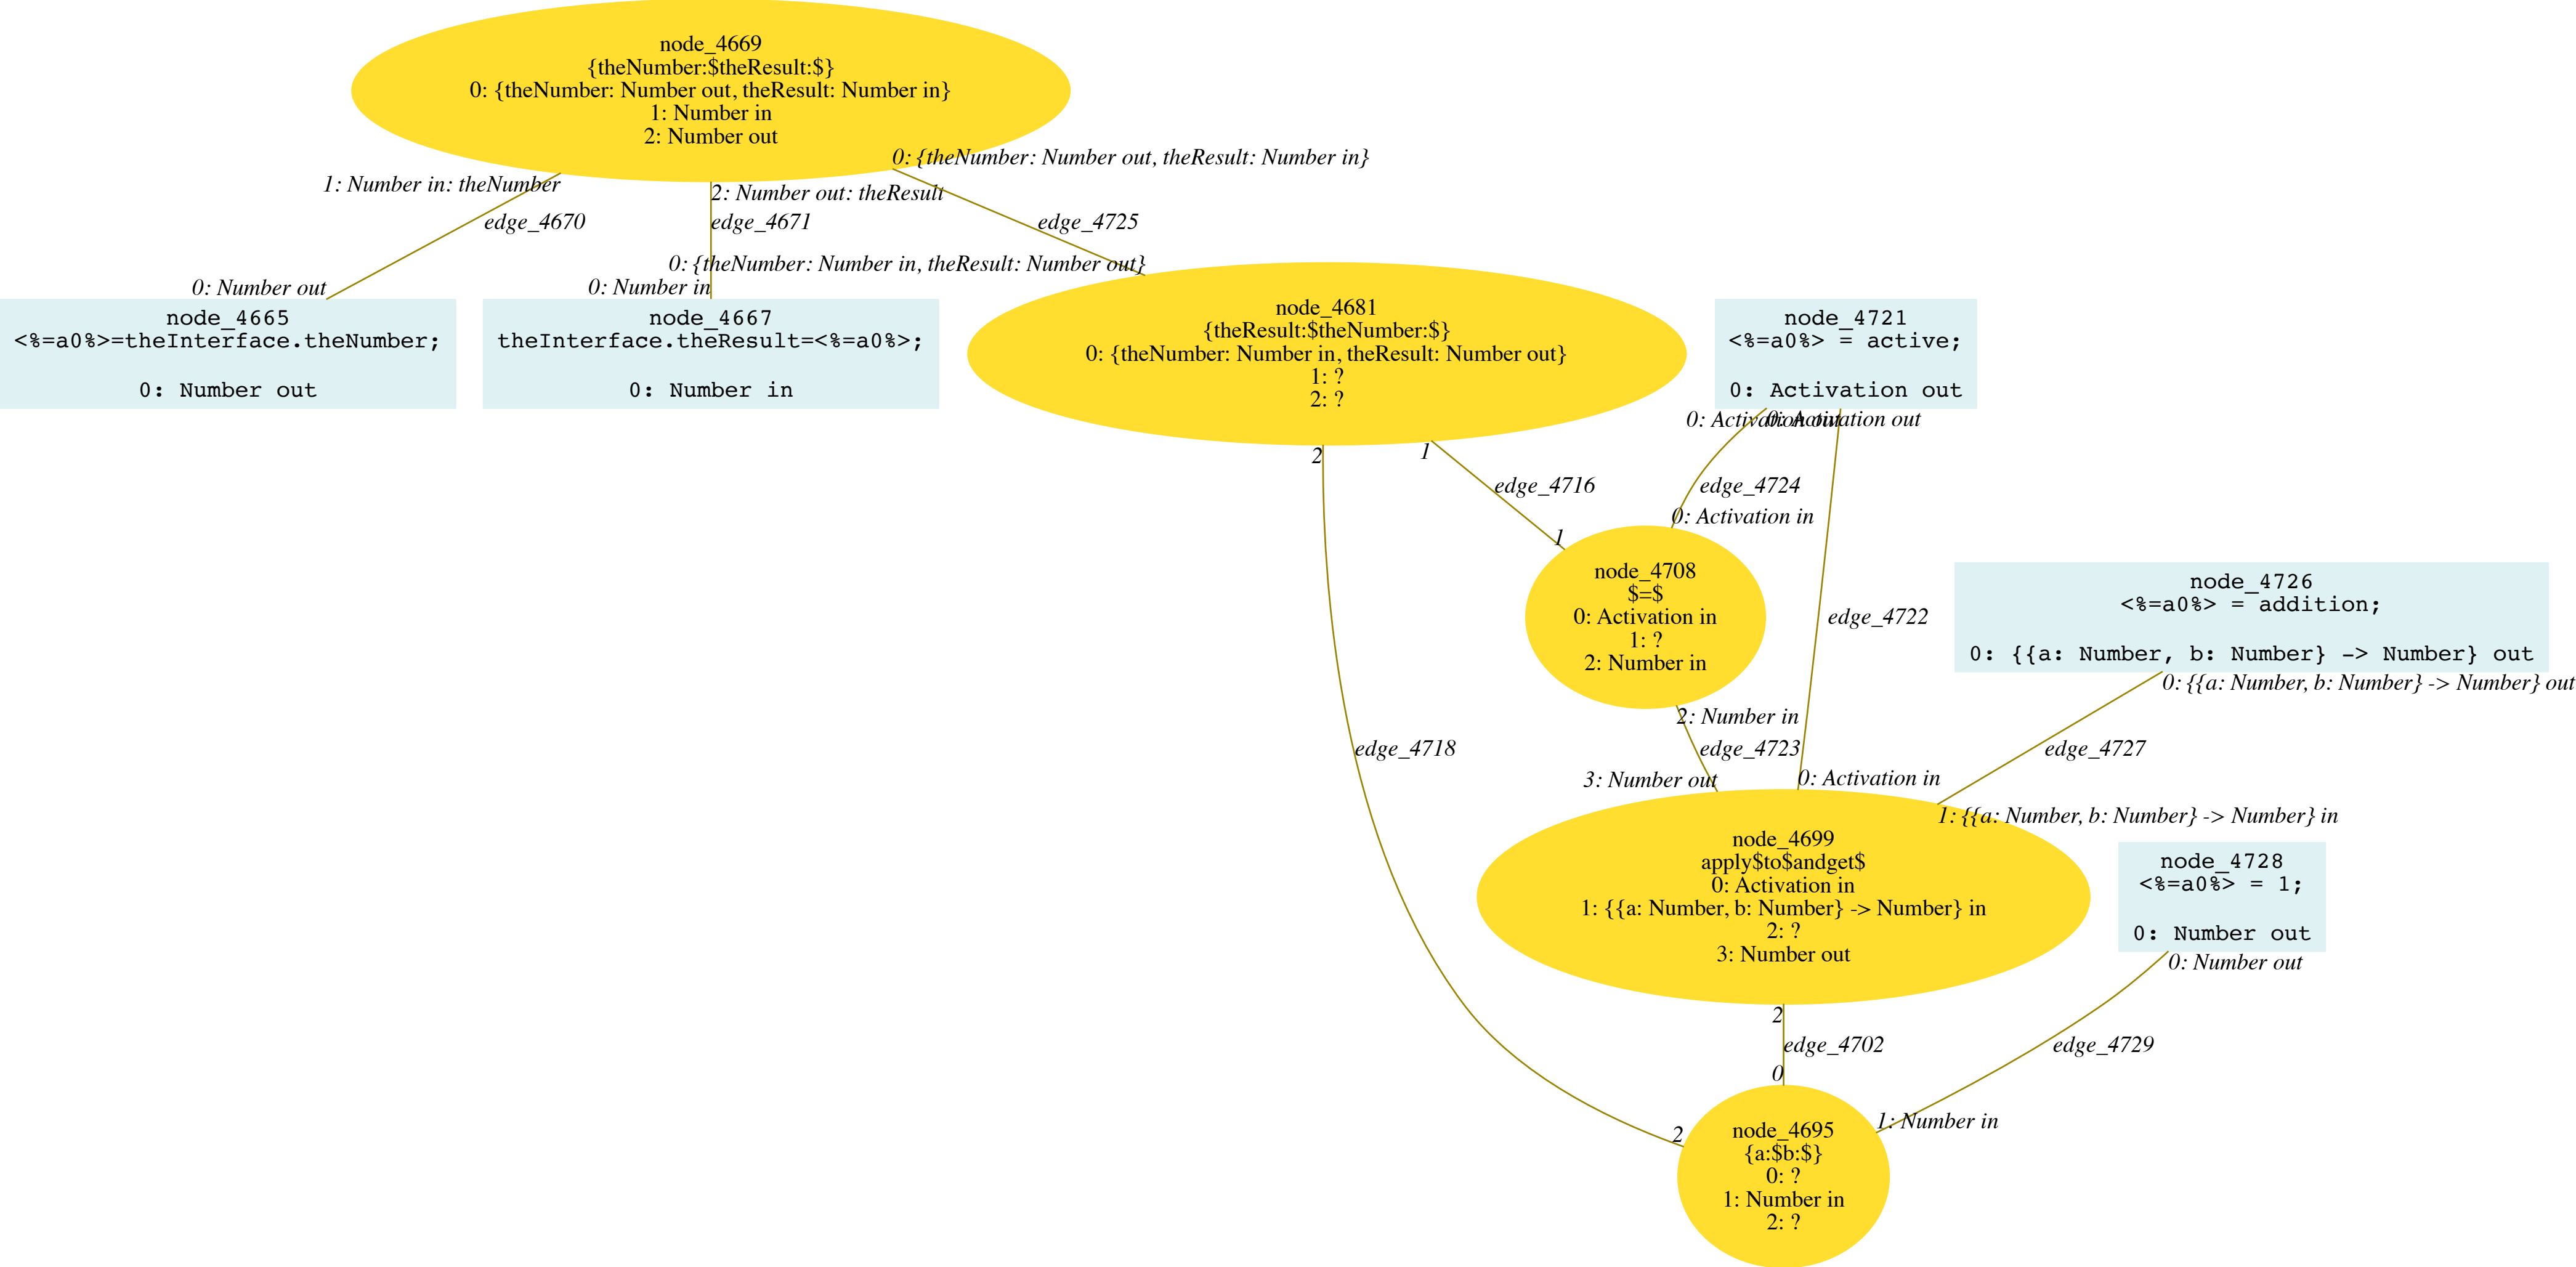 node_4669
{theNumber:$theResult:$}
0: {theNumber: Number out, theResult: Number in}
1: Number in
2: Number out
0: {theNumber: Number out, theResult: Number in}
1: Number in: theNumber
2: Number out: theResult
edge_4670
edge_4671
edge_4725
0: {theNumber: Number in, theResult: Number out}
0: Number out
0: Number in
node_4665
<%=a0%>=theInterface.theNumber;
0: Number out
node_4667
theInterface.theResult=<%=a0%>;
0: Number in
node_4681
{theResult:$theNumber:$}
0: {theNumber: Number in, theResult: Number out}
1: ?
2: ?
node_4721
<%=a0%> = active;
0: Activation out
0: Activation out
0: Activation out
2
1
edge_4716
edge_4724
0: Activation in
1
node_4708
$=$
0: Activation in
1: ?
2: Number in
edge_4722
node_4726
<%=a0%> = addition;
0: {{a: Number, b: Number} -> Number} out
0: {{a: Number, b: Number} -> Number} out
2: Number in
edge_4718
edge_4723
edge_4727
3: Number out
0: Activation in
1: {{a: Number, b: Number} -> Number} in
node_4699
apply$to$andget$
0: Activation in
1: {{a: Number, b: Number} -> Number} in
2: ?
3: Number out
node_4728
<%=a0%> = 1;
0: Number out
0: Number out
2
edge_4702
edge_4729
0
1: Number in
2
node_4695
{a:$b:$}
0: ?
1: Number in
2: ?